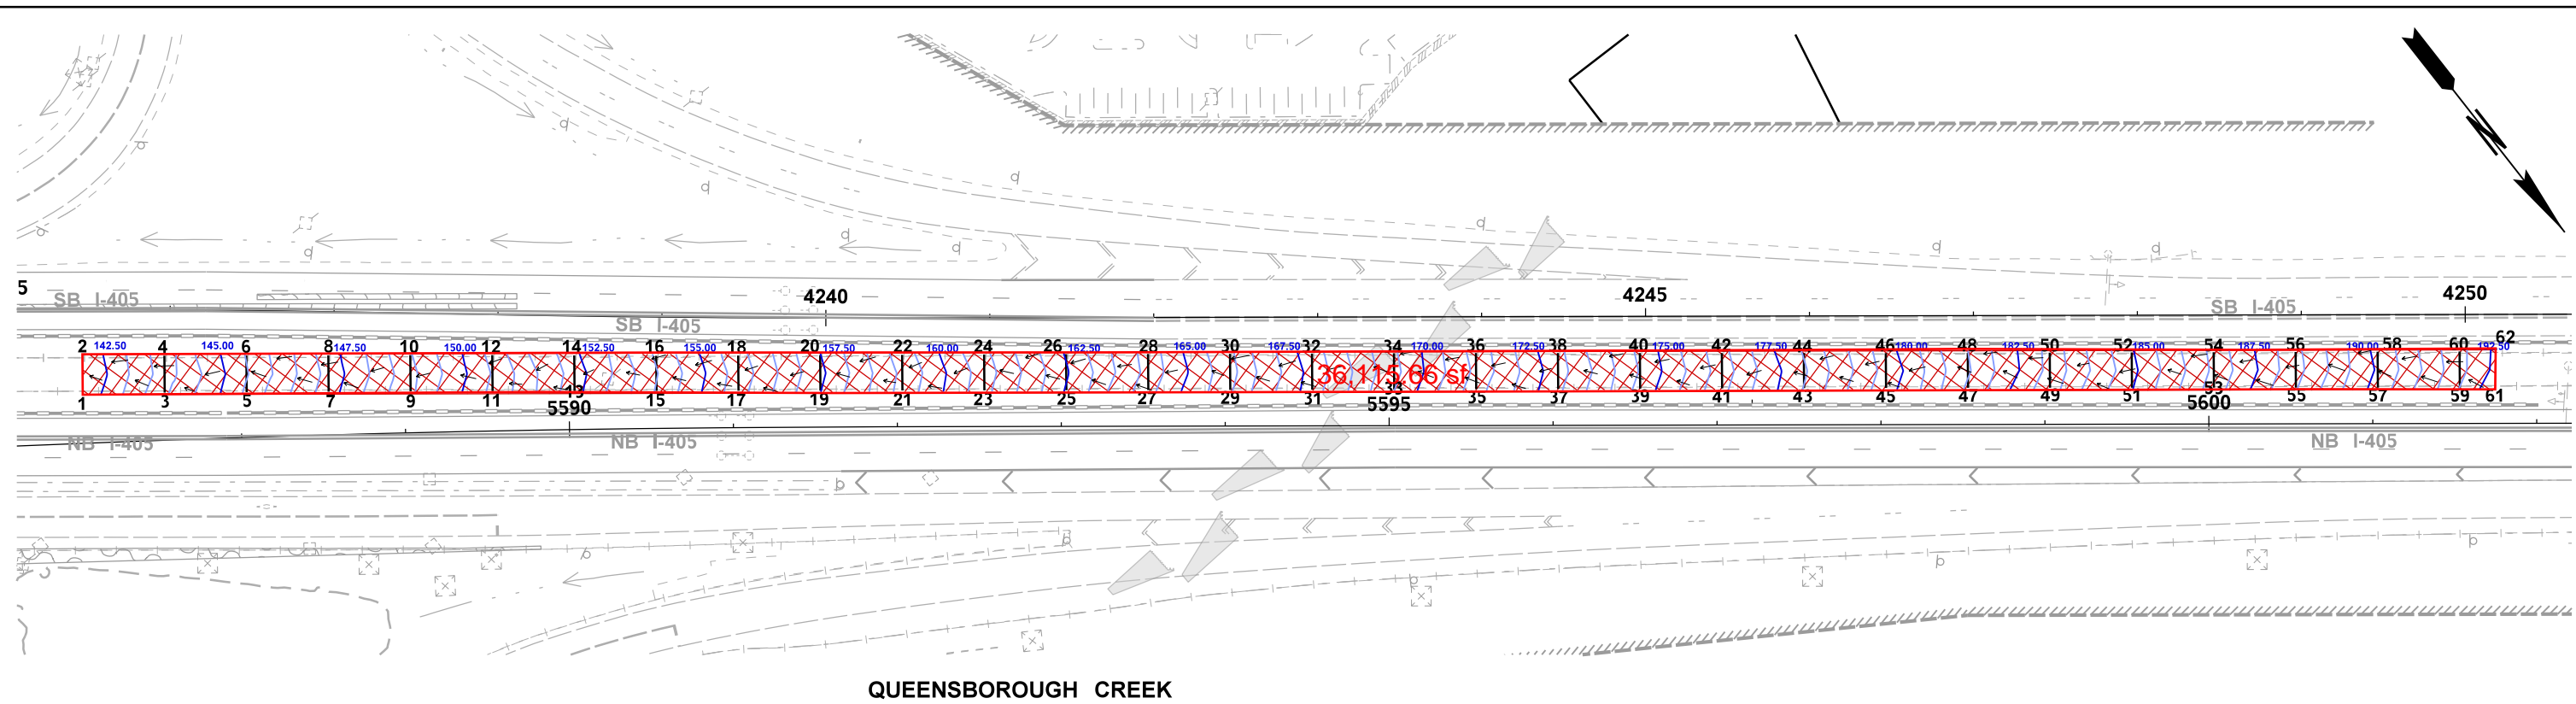 N
5
SB I-405
SB I-405
4240
4245
4250
SB I-405
2 142.50 4 145.00 6 8 147.50 10 150.00 12 14 152.50 16 155.00 18 20 157.50 22 160.00 24 26 162.50 28 165.00 30 167.50 32 34 170.00 36 172.50 38 40 175.00 42 177.50 44 46 180.00 48 182.50 50 52 185.00 54 187.50 56 190.00 58 60 192.50 62
36,115.66 sf
1 3 5 7 9 11 13 15 17 19 21 23 25 27 29 31 33 35 37 39 41 43 45 47 49 51 53 55 57 59 61
5590
5595
5600
NB I-405
NB I-405
NB I-405
QUEENSBOROUGH CREEK